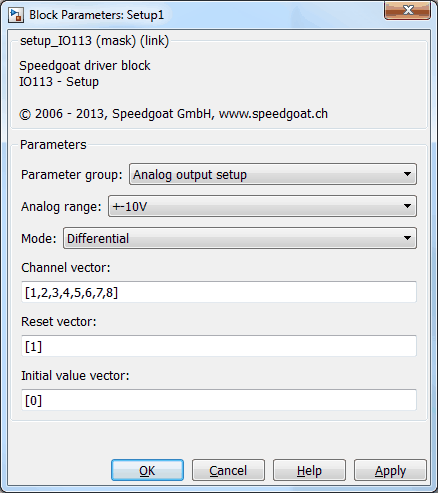 Block Parameters: Setup1
setup_IO113 (mask) (link)
Speedgoat driver block
IO113 - Setup
© 2006 - 2013, Speedgoat GmbH, www.speedgoat.ch
Parameters
Parameter group: Analog output setup
Analog range: +-10V
Mode: Differential
Channel vector:
[1,2,3,4,5,6,7,8]
Reset vector:
[1]
Initial value vector:
[0]
OK Cancel Help Apply